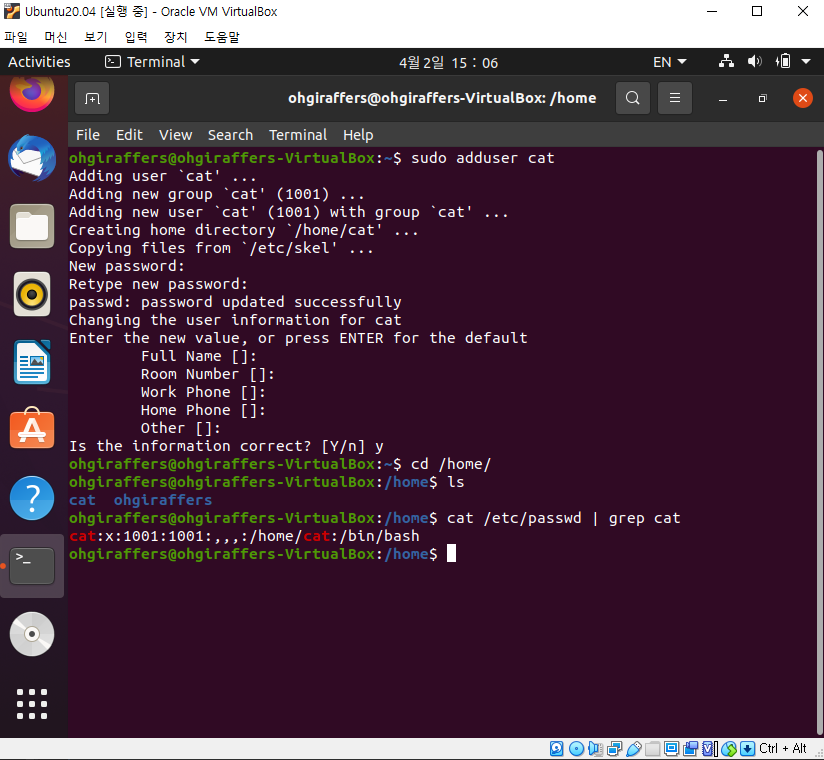 Ubuntu20.04 [실행 중] - Oracle VM VirtualBox
파일 머신 보기 입력 장치 도움말
Activities Terminal 4월 2일 15 : 06 EN
ohgiraffers@ohgiraffers-VirtualBox: /home
File Edit View Search Terminal Help
ohgiraffers@ohgiraffers-VirtualBox:~$ sudo adduser cat
Adding user `cat' ...
Adding new group `cat' (1001) ...
Adding new user `cat' (1001) with group `cat' ...
Creating home directory `/home/cat' ...
Copying files from `/etc/skel' ...
New password:
Retype new password:
passwd: password updated successfully
Changing the user information for cat
Enter the new value, or press ENTER for the default
Full Name []:
Room Number []:
Work Phone []:
Home Phone []:
Other []:
Is the information correct? [Y/n] y
ohgiraffers@ohgiraffers-VirtualBox:~$ cd /home/
ohgiraffers@ohgiraffers-VirtualBox:/home$ ls
cat ohgiraffers
ohgiraffers@ohgiraffers-VirtualBox:/home$ cat /etc/passwd | grep cat
cat:x:1001:1001:,,,:/home/cat:/bin/bash
ohgiraffers@ohgiraffers-VirtualBox:/home$
Ctrl + Alt